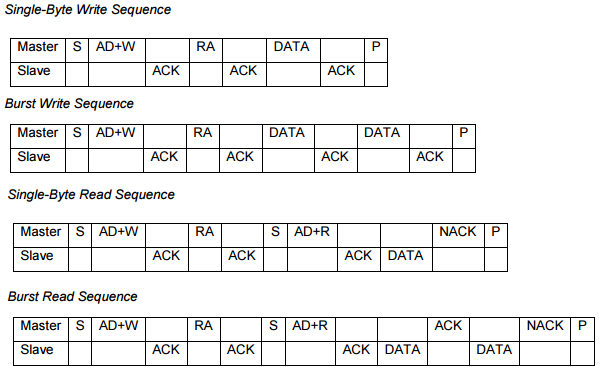 Single-Byte Write Sequence
Master S AD+W RA DATA P
Slave ACK ACK ACK
Burst Write Sequence
Master S AD+W RA DATA DATA P
Slave ACK ACK ACK ACK
Single-Byte Read Sequence
Master S AD+W RA S AD+R NACK P
Slave ACK ACK ACK DATA
Burst Read Sequence
Master S AD+W RA S AD+R ACK NACK P
Slave ACK ACK ACK DATA DATA